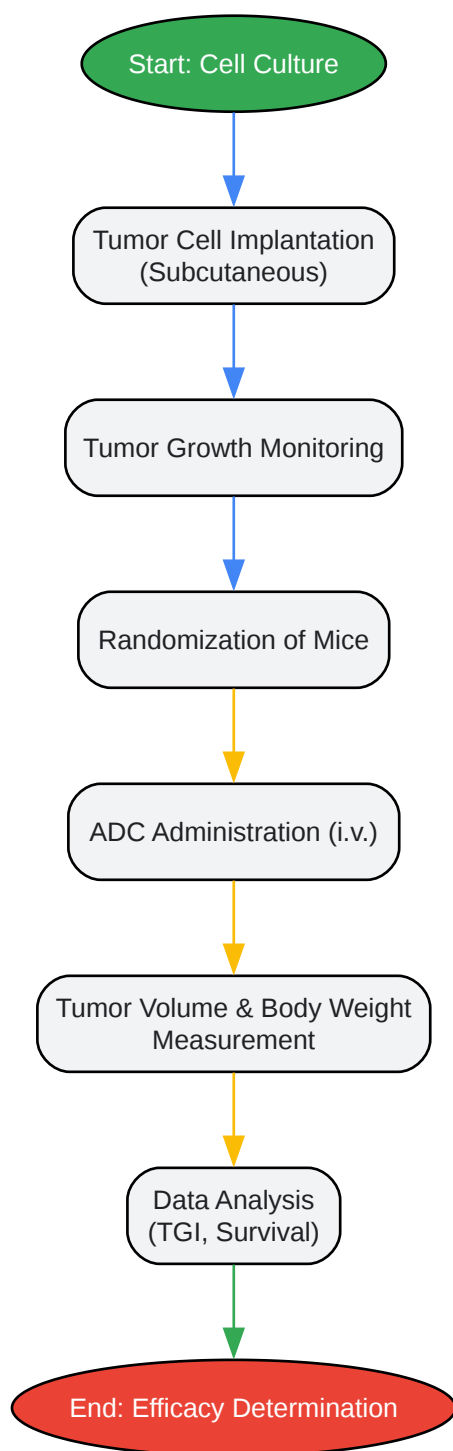 Start: Cell Culture
Tumor Cell Implantation
(Subcutaneous)
Tumor Growth Monitoring
Randomization of Mice
ADC Administration (i.v.)
Tumor Volume & Body Weight
Measurement
Data Analysis
(TGI, Survival)
End: Efficacy Determination